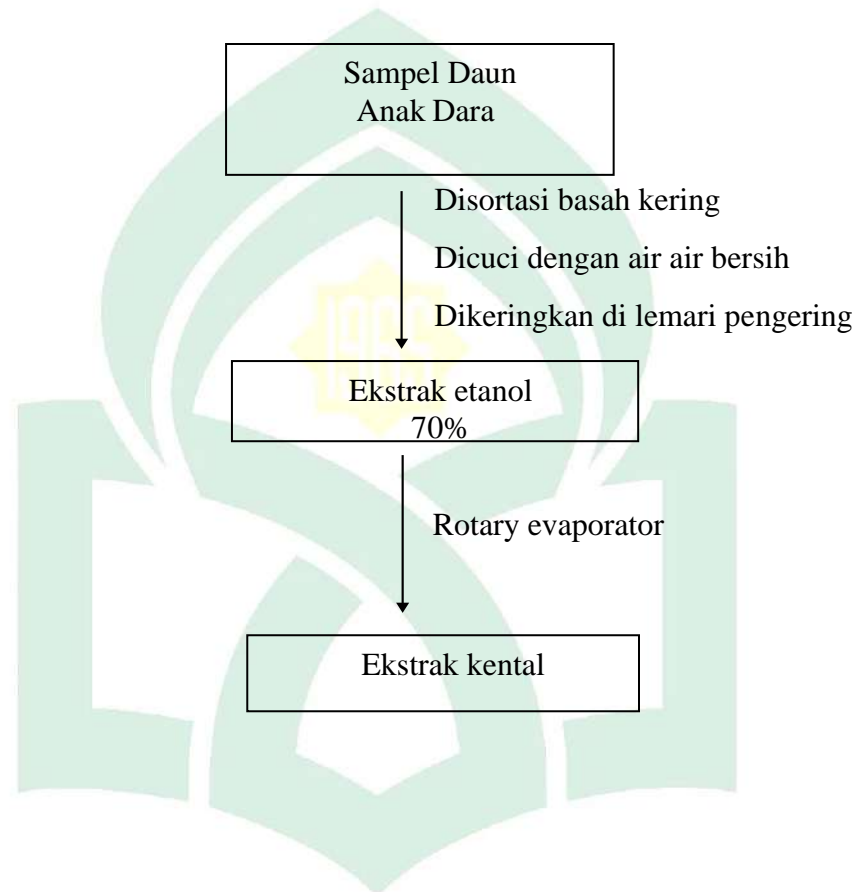 Sampel Daun
Anak Dara
Disortasi basah kering
Dicuci dengan air air bersih
Dikeringkan di lemari pengering
1965
Ekstrak etanol
70%
Rotary evaporator
Ekstrak kental